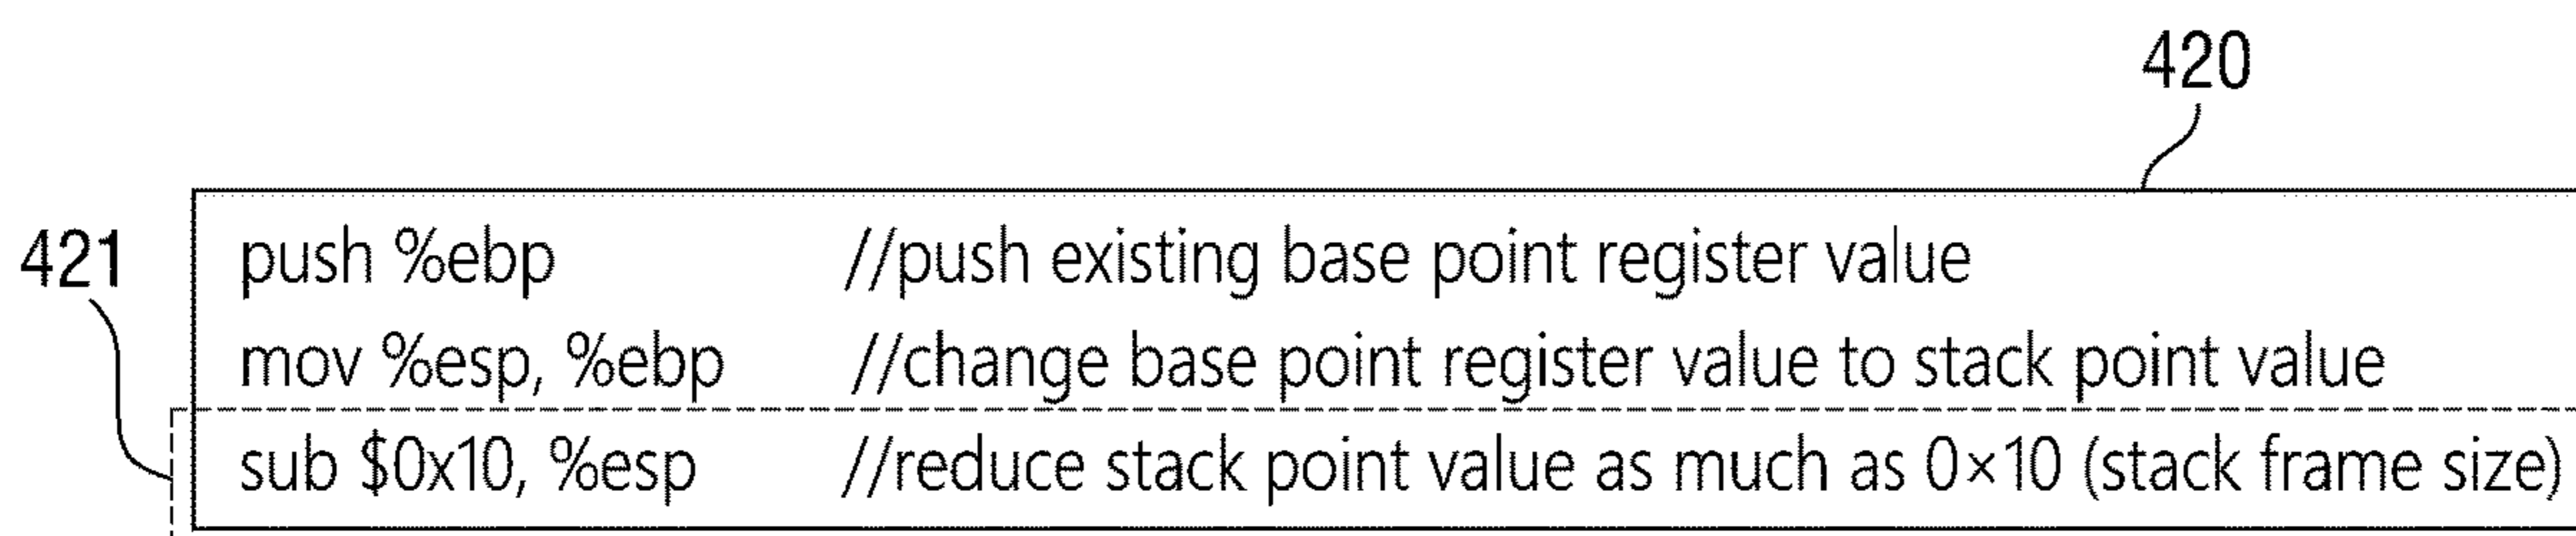 420
421
push %ebp //push existing base point register value
mov %esp, %ebp //change base point register value to stack point value
sub $0x10, %esp //reduce stack point value as much as 0×10 (stack frame size)